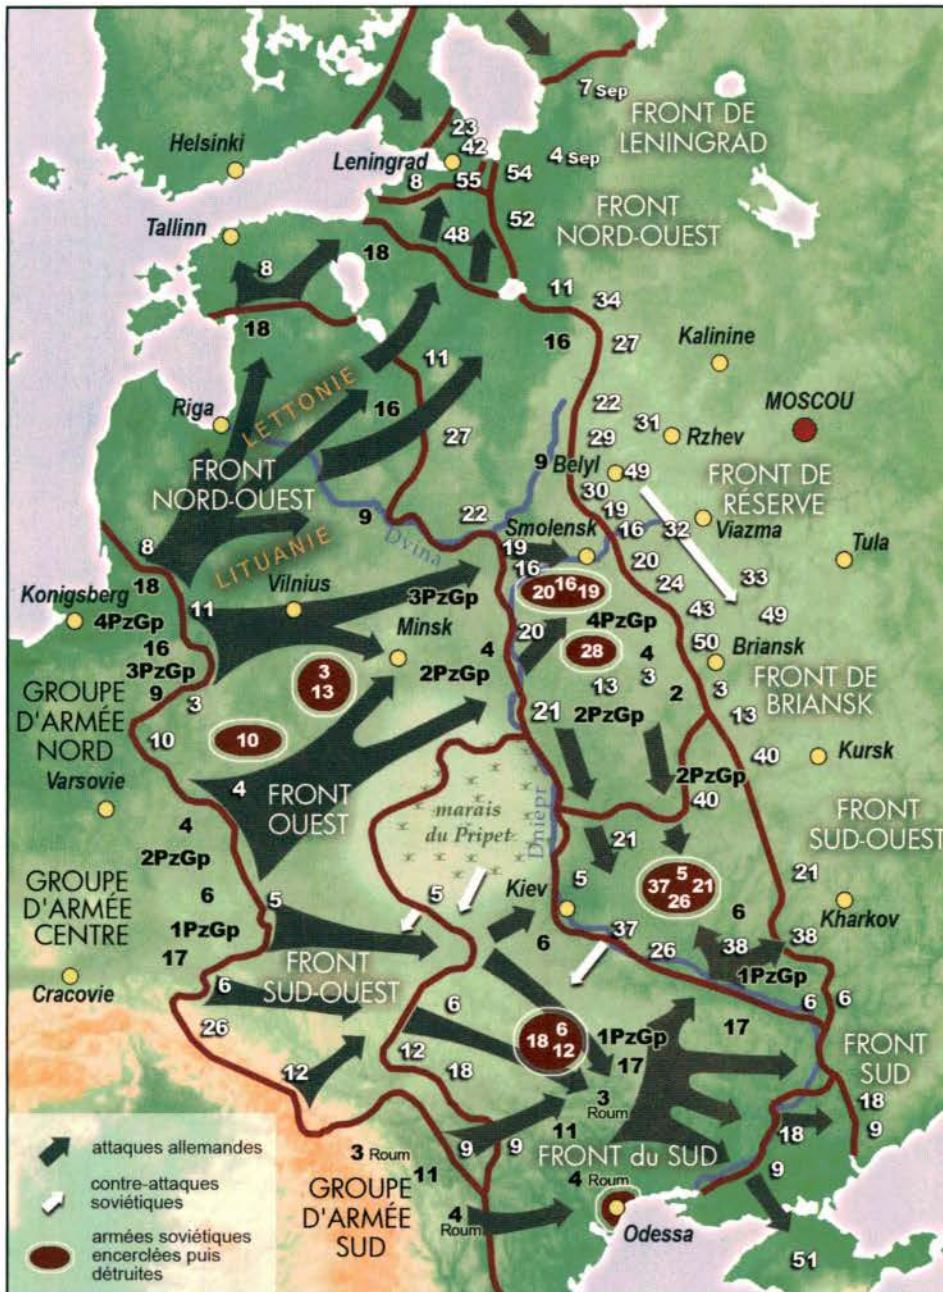 7 Sep
FRONT DE
LENINGRAD
23
42
Helsinki
Leningrad
4 Sep
54
55
8
FRONT
NORD-OUEST
52
Tallinn
48
18
8
11
34
18
16
27
Kalinine
11
LETTONIE
Riga
16
22
31
MOSCOU
Rzhev
29
27
9
Belyl
49
FRONT
NORD-OUEST
FRONT DE
RÉSERVE
30
9
22
19
Smolensk
16
32
Viazma
Dvina
8
19
Tula
LITUANIE
16
20
18
20 16 19
24
33
Konigsberg
11
Vilnius
3PzGp
43
49
4PzGp
4PzGp
20
Minsk
50
16
4
28
4
Briansk
3PzGp
2PzGp
3
13
3
3
9
3
13
2
FRONT DE
BRIANSK
GROUPE
D'ARMÉE
NORD
21
2PzGp
13
10
10
40
Kursk
2PzGp
4
Varsovie
FRONT
OUEST
marais
du Pripet
Dniepr
40
FRONT
SUD-OUEST
4
21
2PzGp
5
5
37 21
26
21
6
5
5
Kiev
6
Kharkov
GROUPE
D'ARMÉE
CENTRE
1PzGp
37
38
38
17
6
26
1PzGp
Cracovie
FRONT
SUD-OUEST
6
6
6
6
26
6
18 12
1PzGp
17
12
12
18
17
FRONT
SUD
3
Roum
18
attaques allemandes
11
18
9
3 Roum
9
9
FRONT du SUD
contre-attaques
soviétiques
11
9
4
Roum
GROUPE
D'ARMÉE
SUD
4
Roum
armées soviétiques
encerclées puis
détruites
Odessa
51